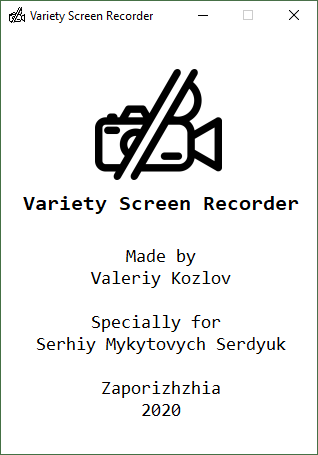 Variety Screen Recorder
Variety Screen Recorder
Made by
Valeriy Kozlov
Specially for
Serhiy Mykytovych Serdyuk
Zaporizhzhia
2020